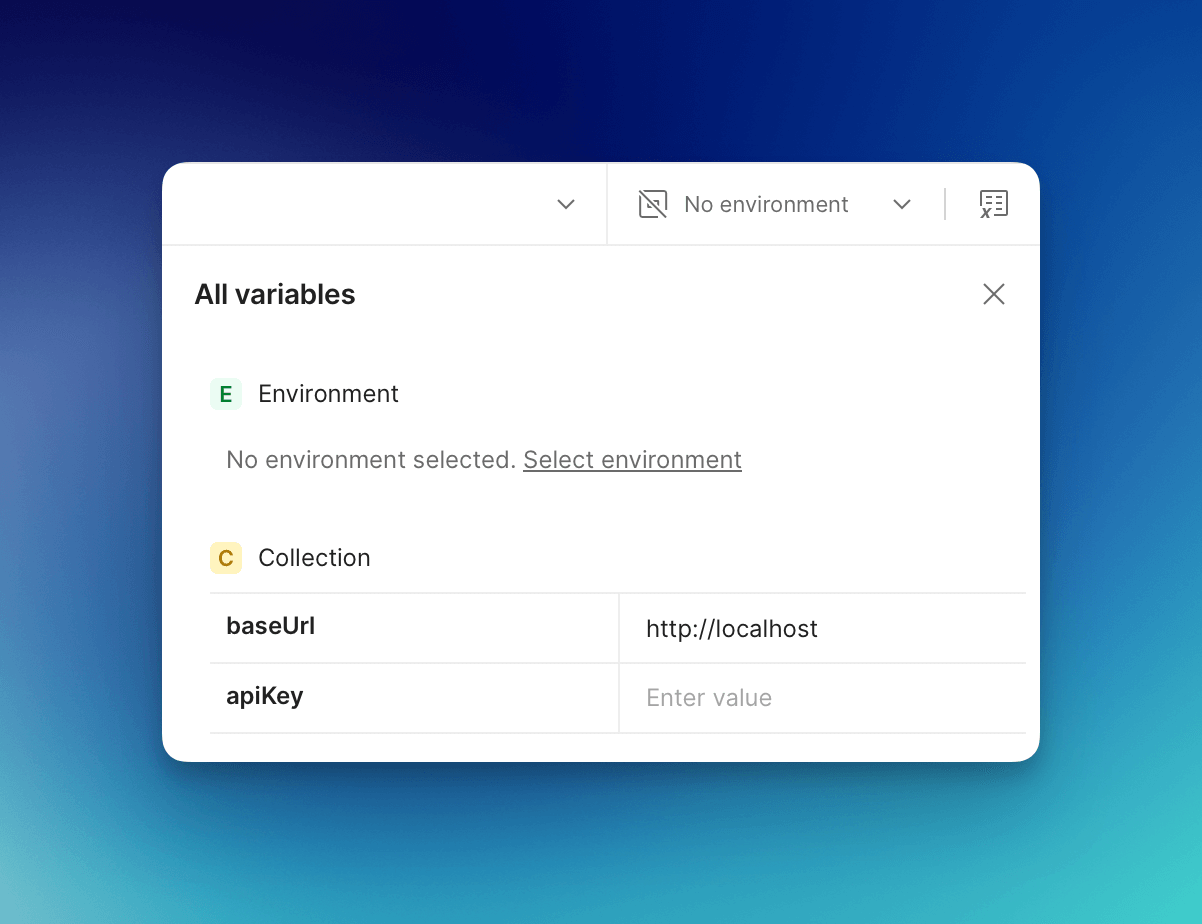 No environment
All variables
E Environment
No environment selected. Select environment
C Collection
baseUrl http://localhost
apiKey Enter value